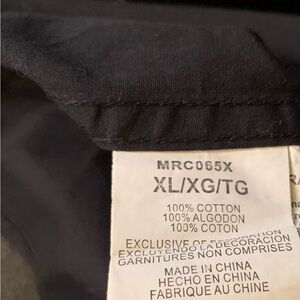 MRC065X
XL/XG/TG
100% COTTON
100% ALGODON
100% COTON
EXCLUSIVE OF DECORATION
EXCLUYENDO LA DECORACIÓN
GARNITURES NON COMPRISES
MADE IN CHINA
HECHO EN CHINA
FABRIQUE AU CHINE